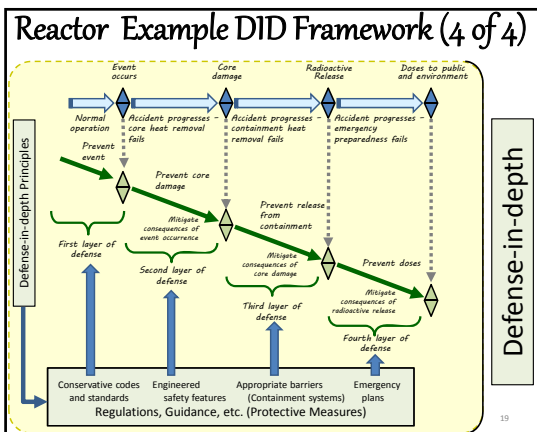 Reactor Example DID Framework (4 of 4)
Event
occurs
Core
damage
Radioactive
Release
Doses to public
and environment
Normal
operation
Accident progresses –
core heat removal
fails
Accident progresses –
containment heat
removal fails
Accident progresses –
emergency
preparedness fails
Prevent
event
Prevent core
damage
Prevent release
from
containment
Prevent doses
Mitigate
consequences of
event occurrence
Mitigate
consequences of
core damage
Mitigate
consequences of
radioactive release
First layer of
defense
Second layer of
defense
Third layer of
defense
Fourth layer of
defense
Defense-in-depth Principles
Defense-in-depth
Conservative codes
and standards
Engineered
safety features
Appropriate barriers
(Containment systems)
Emergency
plans
Regulations, Guidance, etc. (Protective Measures)
19